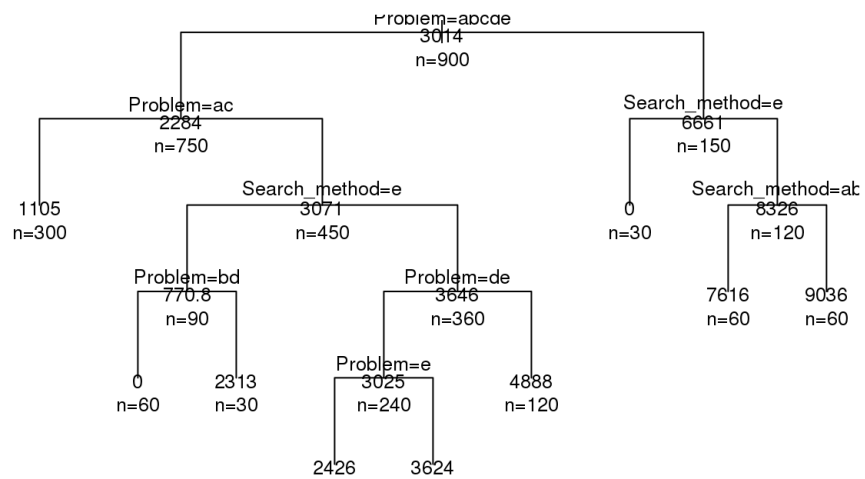 Problem=abcde
3014
n=900
Problem=ac
2284
n=750
Search_method=e
6661
n=150
1105
n=300
Search_method=e
3071
n=450
0
n=30
Search_method=ab
8326
n=120
Problem=bd
770.8
n=90
Problem=de
3646
n=360
7616
n=60
9036
n=60
0
n=60
2313
n=30
Problem=e
3025
n=240
4888
n=120
2426
3624